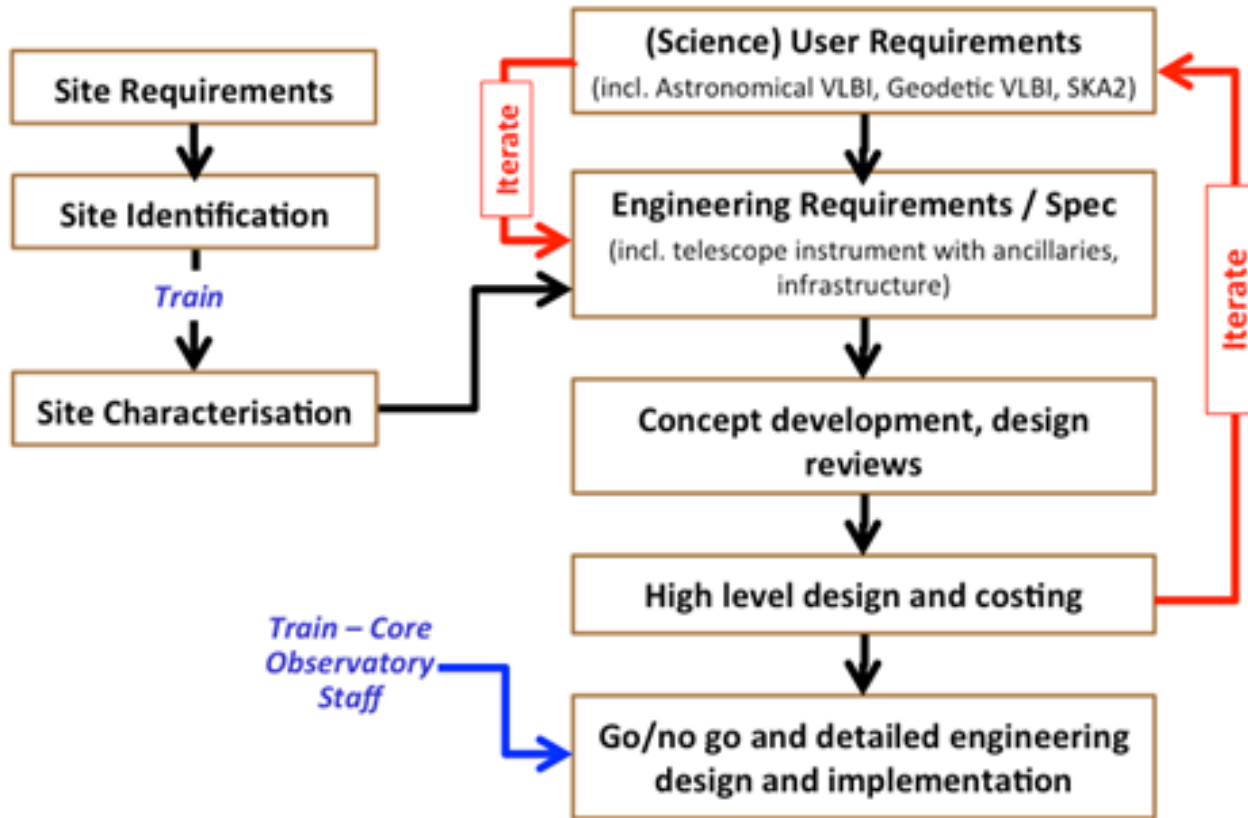 Site Requirements
Site Identification
Train
Site Characterisation
(Science) User Requirements
(incl. Astronomical VLBI, Geodetic VLBI, SKA2)
Iterate
Engineering Requirements / Spec
(incl. telescope instrument with ancillaries,
infrastructure)
Iterate
Concept development, design
reviews
High level design and costing
Train – Core
Observatory
Staff
Go/no go and detailed engineering
design and implementation